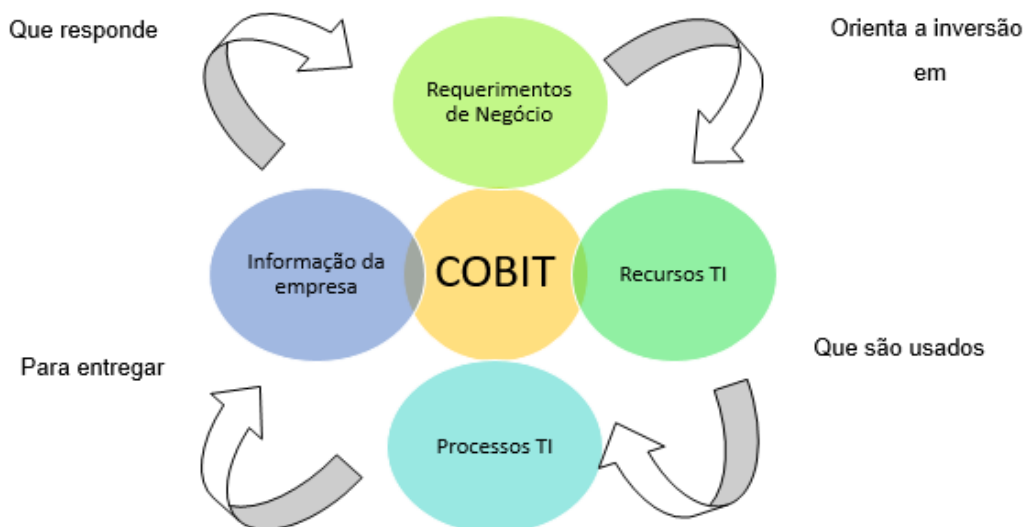 Que responde
Requerimentos
de Negócio
Orienta a inversão
em
Informação da
empresa
COBIT
Recursos TI
Para entregar
Que são usados
Processos TI